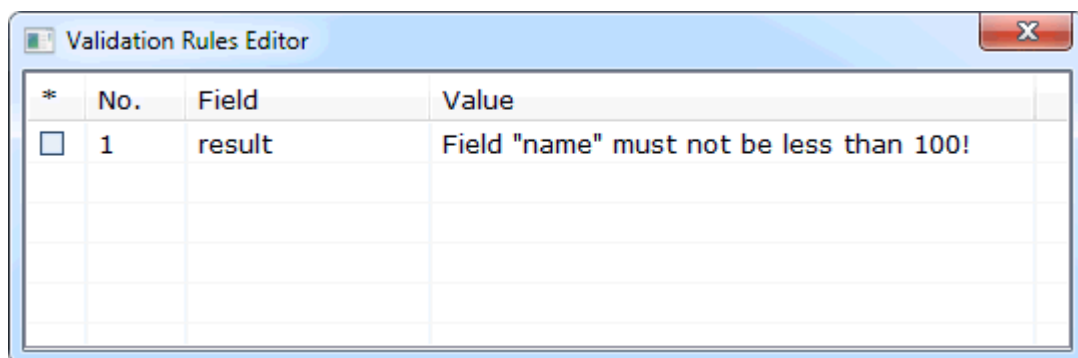 Validation Rules Editor
* No. Field Value
1 result Field "name" must not be less than 100!